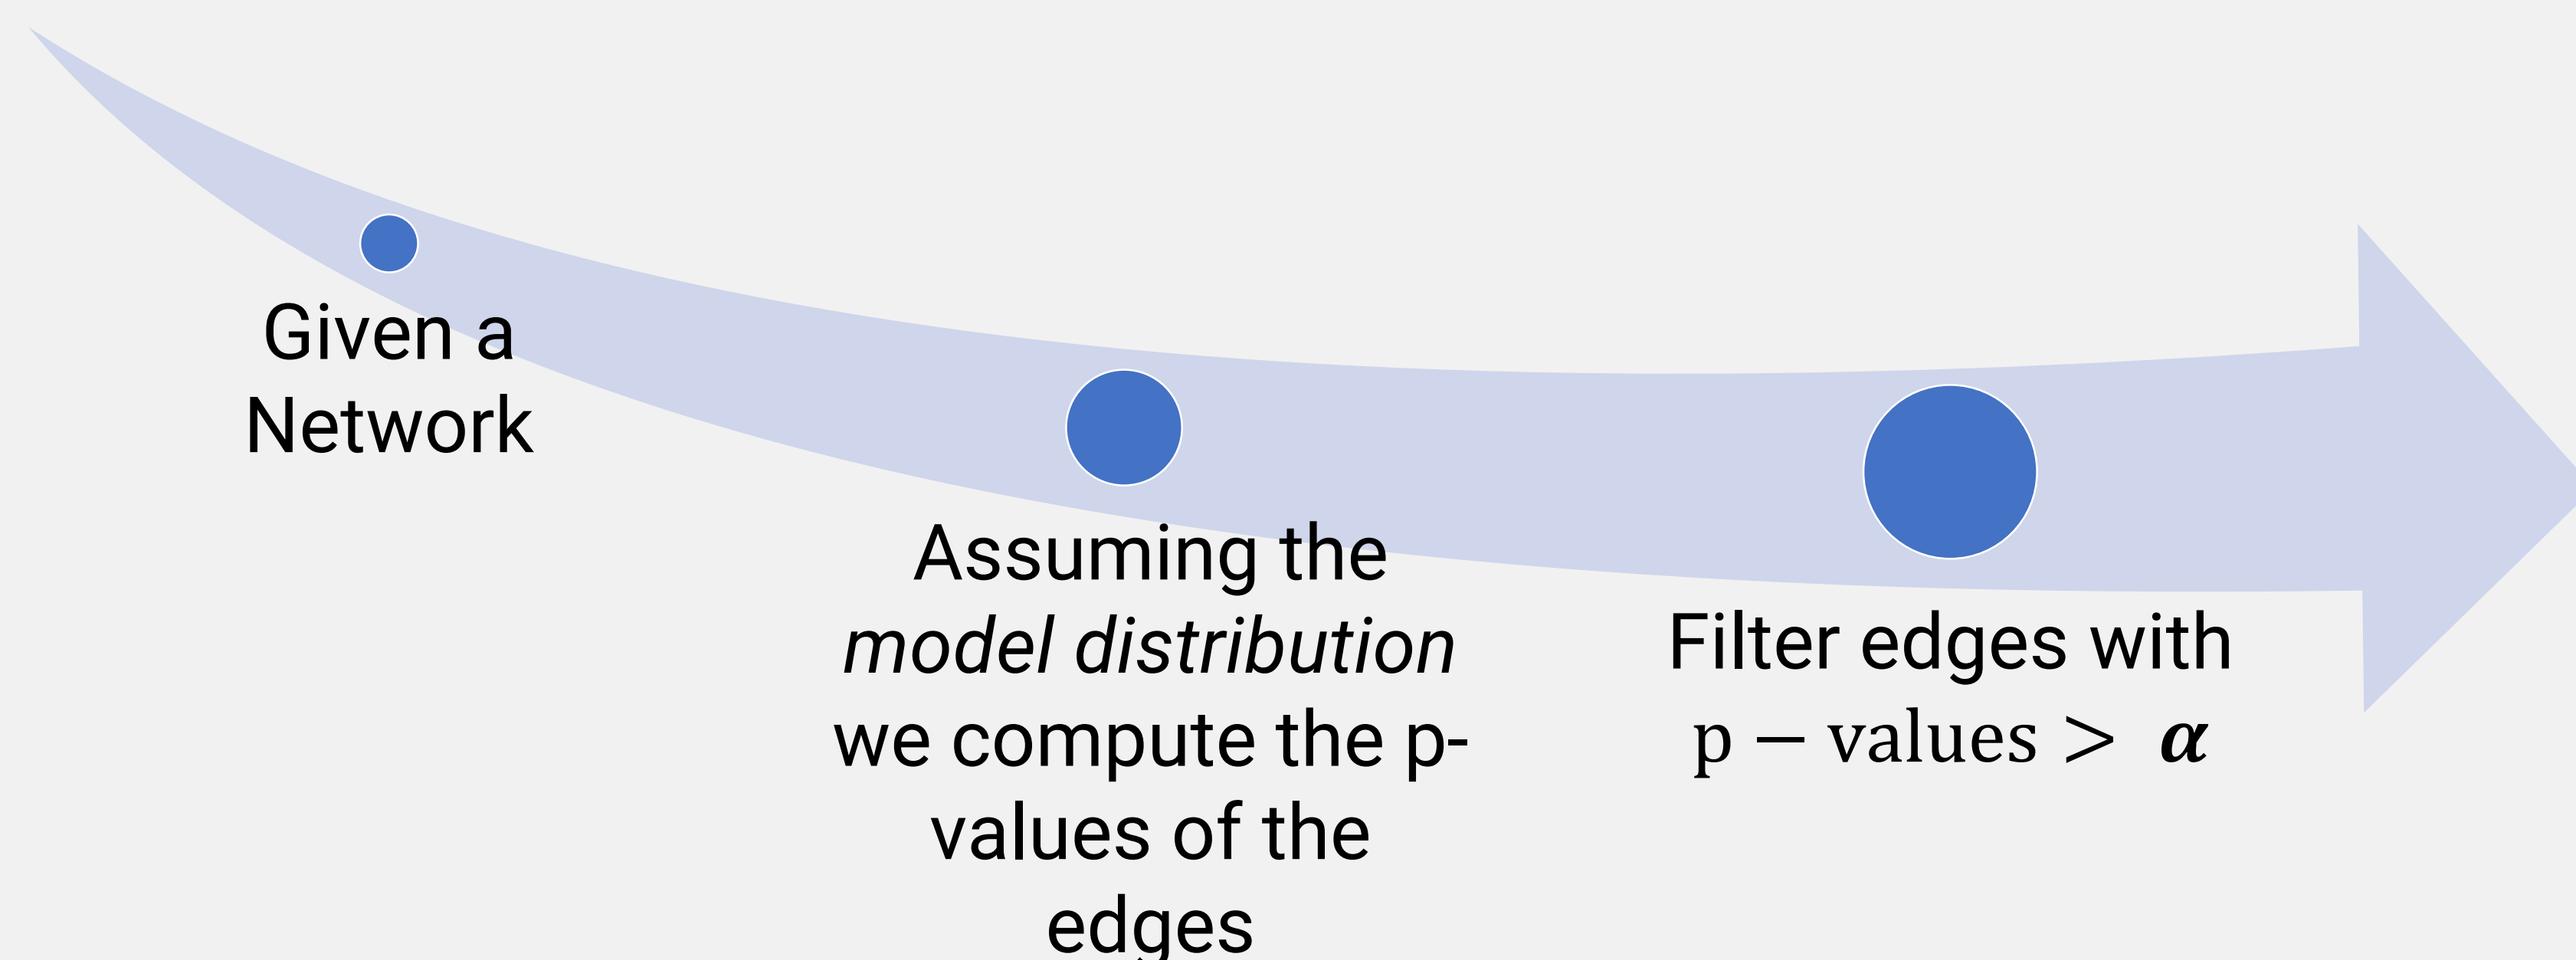 Given a
Network
Assuming the
model distribution
we compute the p-
values of the
edges
Filter edges with
p − values > α